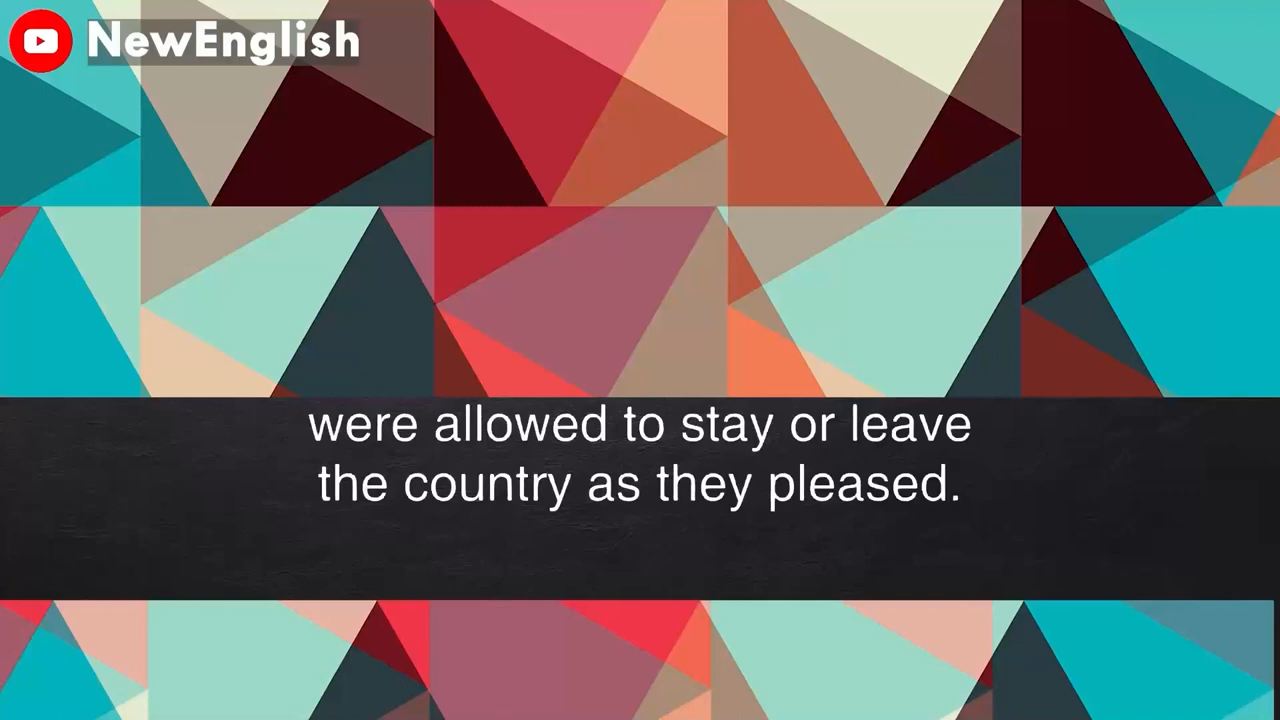 NewEnglish
were allowed to stay or leave
the country as they pleased.